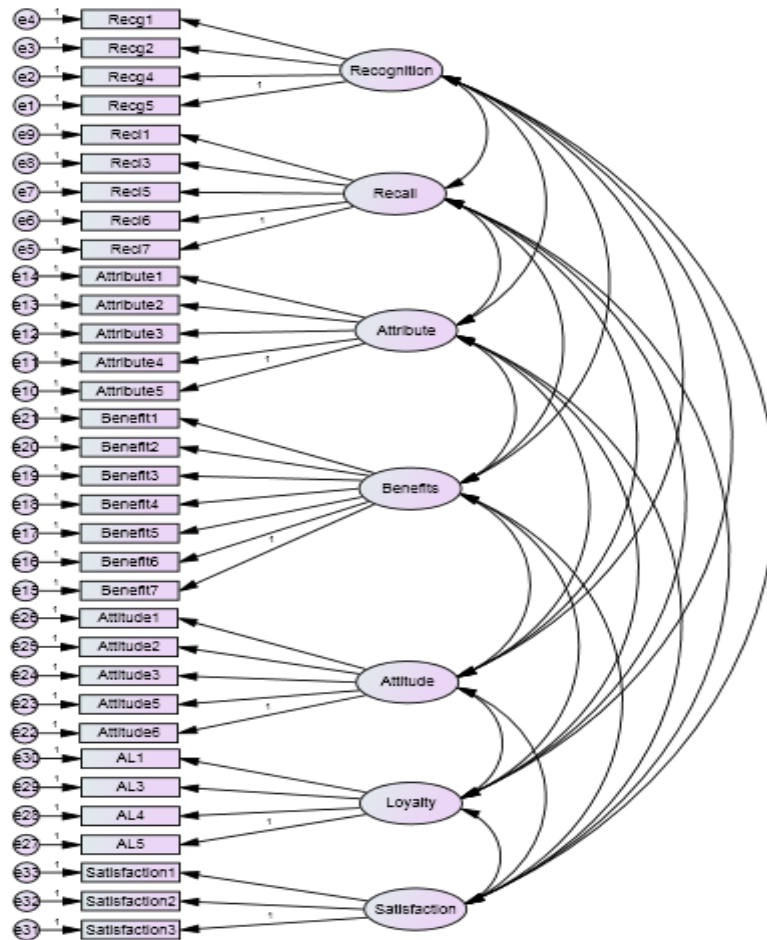 e4 1 Recg1
e3 1 Recg2
Recognition
e2 1 Recg4
e1 1 Recg5 1
e9 1 Recl1
e8 1 Recl3
e7 1 Recl5 Recall
e6 1 Recl6 1
e5 1 Recl7
e14 1 Attribute1
e13 1 Attribute2
e12 1 Attribute3 Attribute
e11 1 Attribute4 1
e10 1 Attribute5
e21 1 Benefit1
e20 1 Benefit2
e19 1 Benefit3 Benefits
e18 1 Benefit4
e17 1 Benefit5 1
e16 1 Benefit6
e15 1 Benefit7
e26 1 Attitude1
e25 1 Attitude2
e24 1 Attitude3 Attitude
e23 1 Attitude5 1
e22 1 Attitude6
e30 1 AL1
e29 1 AL3 Loyalty
e28 1 AL4 1
e27 1 AL5
e33 1 Satisfaction1
e32 1 Satisfaction2 Satisfaction
e31 1 Satisfaction3 1